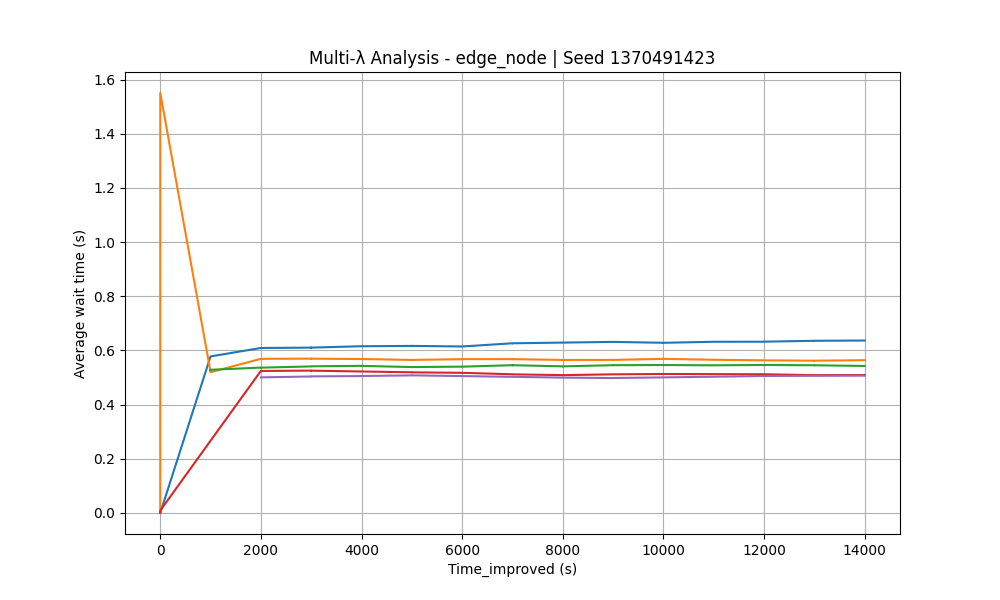 Multi-λ Analysis - edge_node | Seed 1370491423
Average wait time (s)
1.6
1.4
1.2
1.0
0.8
0.6
0.4
0.2
0.0
0 2000 4000 6000 8000 10000 12000 14000
Time_improved (s)